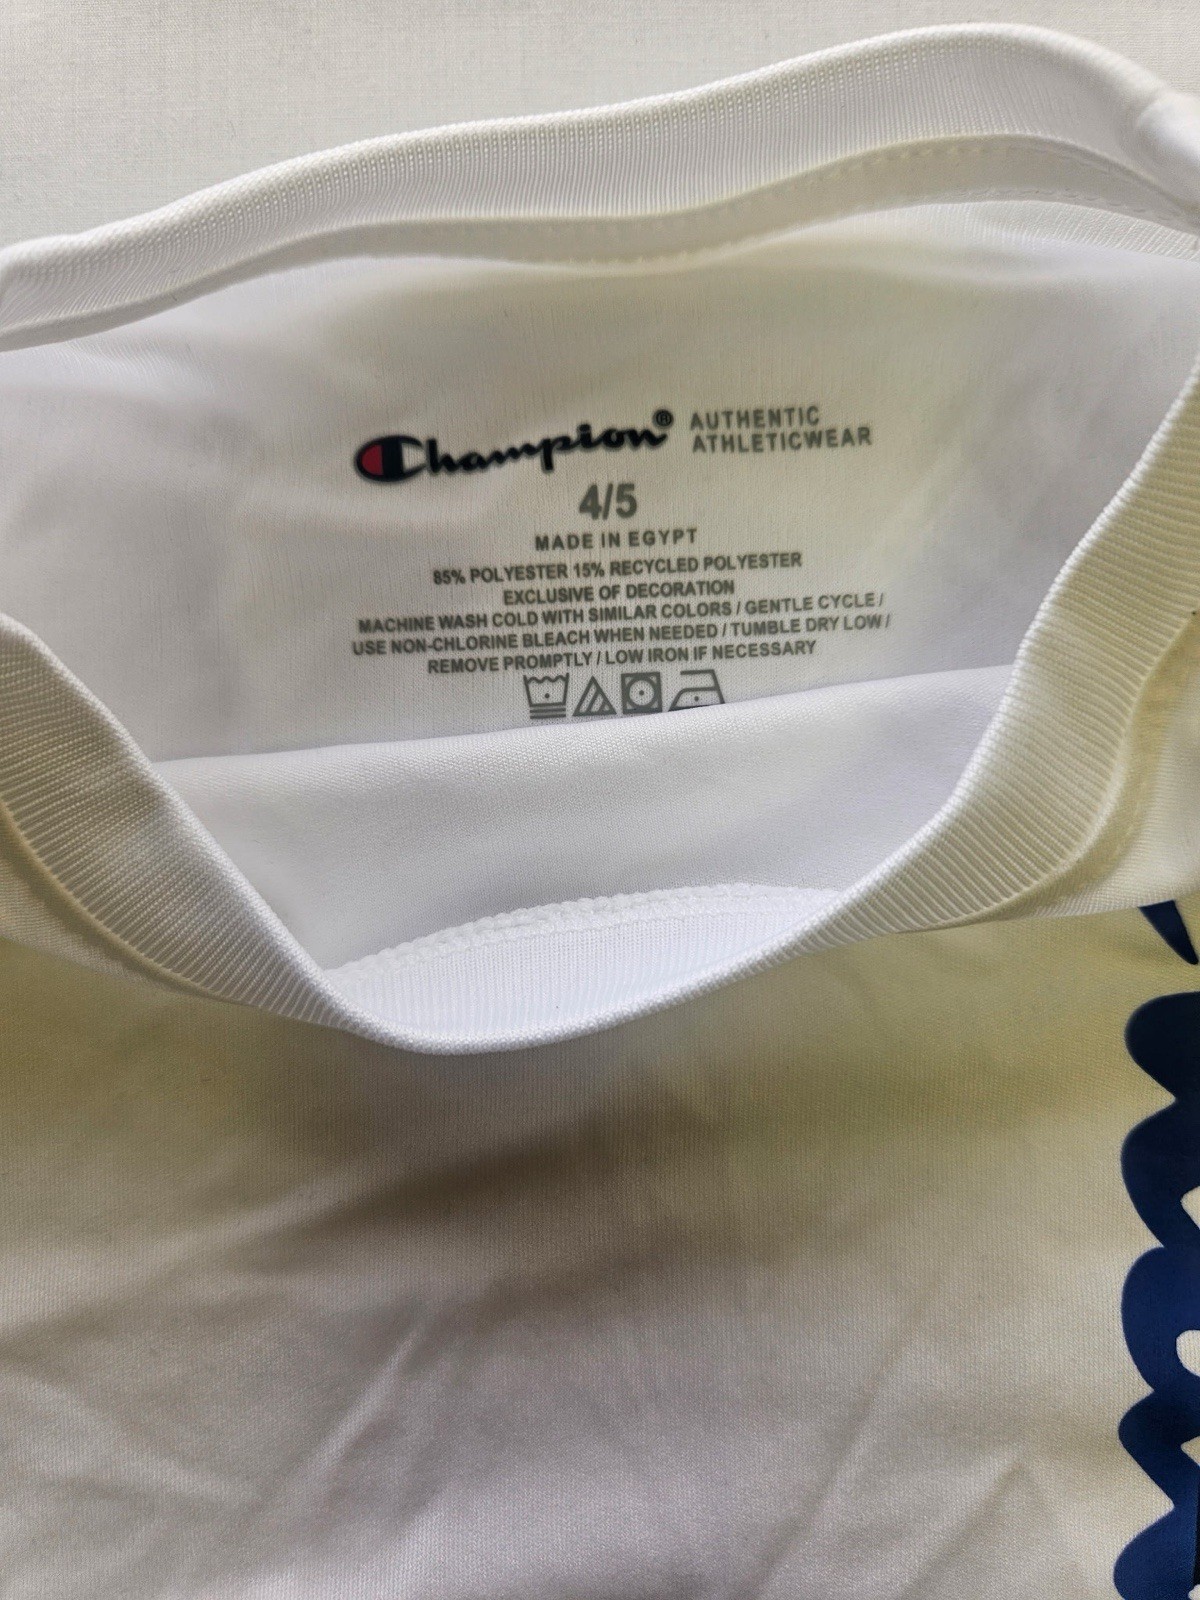 Champion® AUTHENTIC
ATHLETICWEAR
4/5
MADE IN EGYPT
85% POLYESTER 15% RECYCLED POLYESTER
EXCLUSIVE OF DECORATION
MACHINE WASH COLD WITH SIMILAR COLORS / GENTLE CYCLE /
USE NON-CHLORINE BLEACH WHEN NEEDED / TUMBLE DRY LOW /
REMOVE PROMPTLY / LOW IRON IF NECESSARY